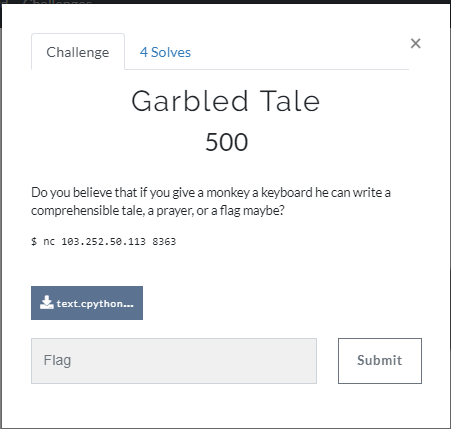 Challenge
4 Solves
×
Garbled Tale
500
Do you believe that if you give a monkey a keyboard he can write a
comprehensible tale, a prayer, or a flag maybe?
$ nc 103.252.50.113 8363
text.cpython...
Flag
Submit